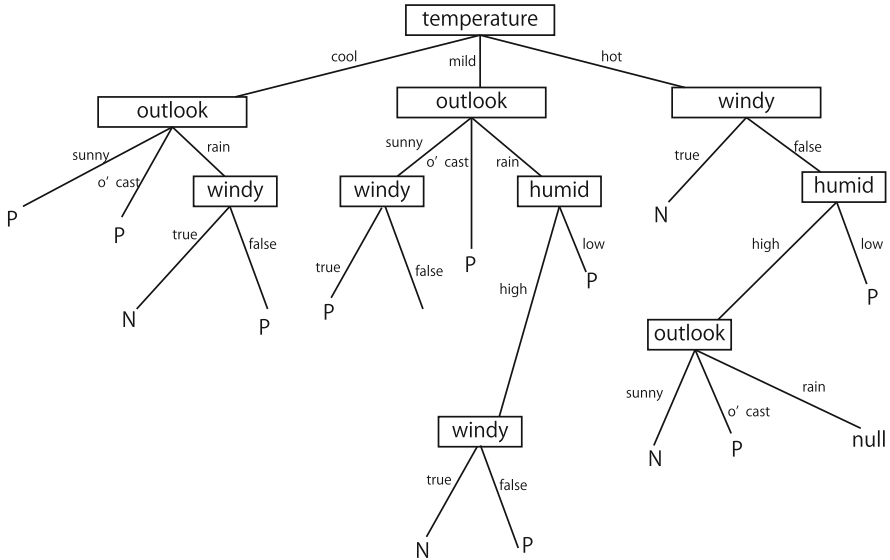 temperature
cool
mild
hot
outlook
outlook
windy
sunny
o' cast
rain
sunny
o' cast
rain
true
false
P
P
windy
windy
humid
N
humid
true
false
true
false
P
high
low
P
high
low
P
N
P
P
outlook
sunny
o' cast
rain
windy
N
P
null
true
false
N
P